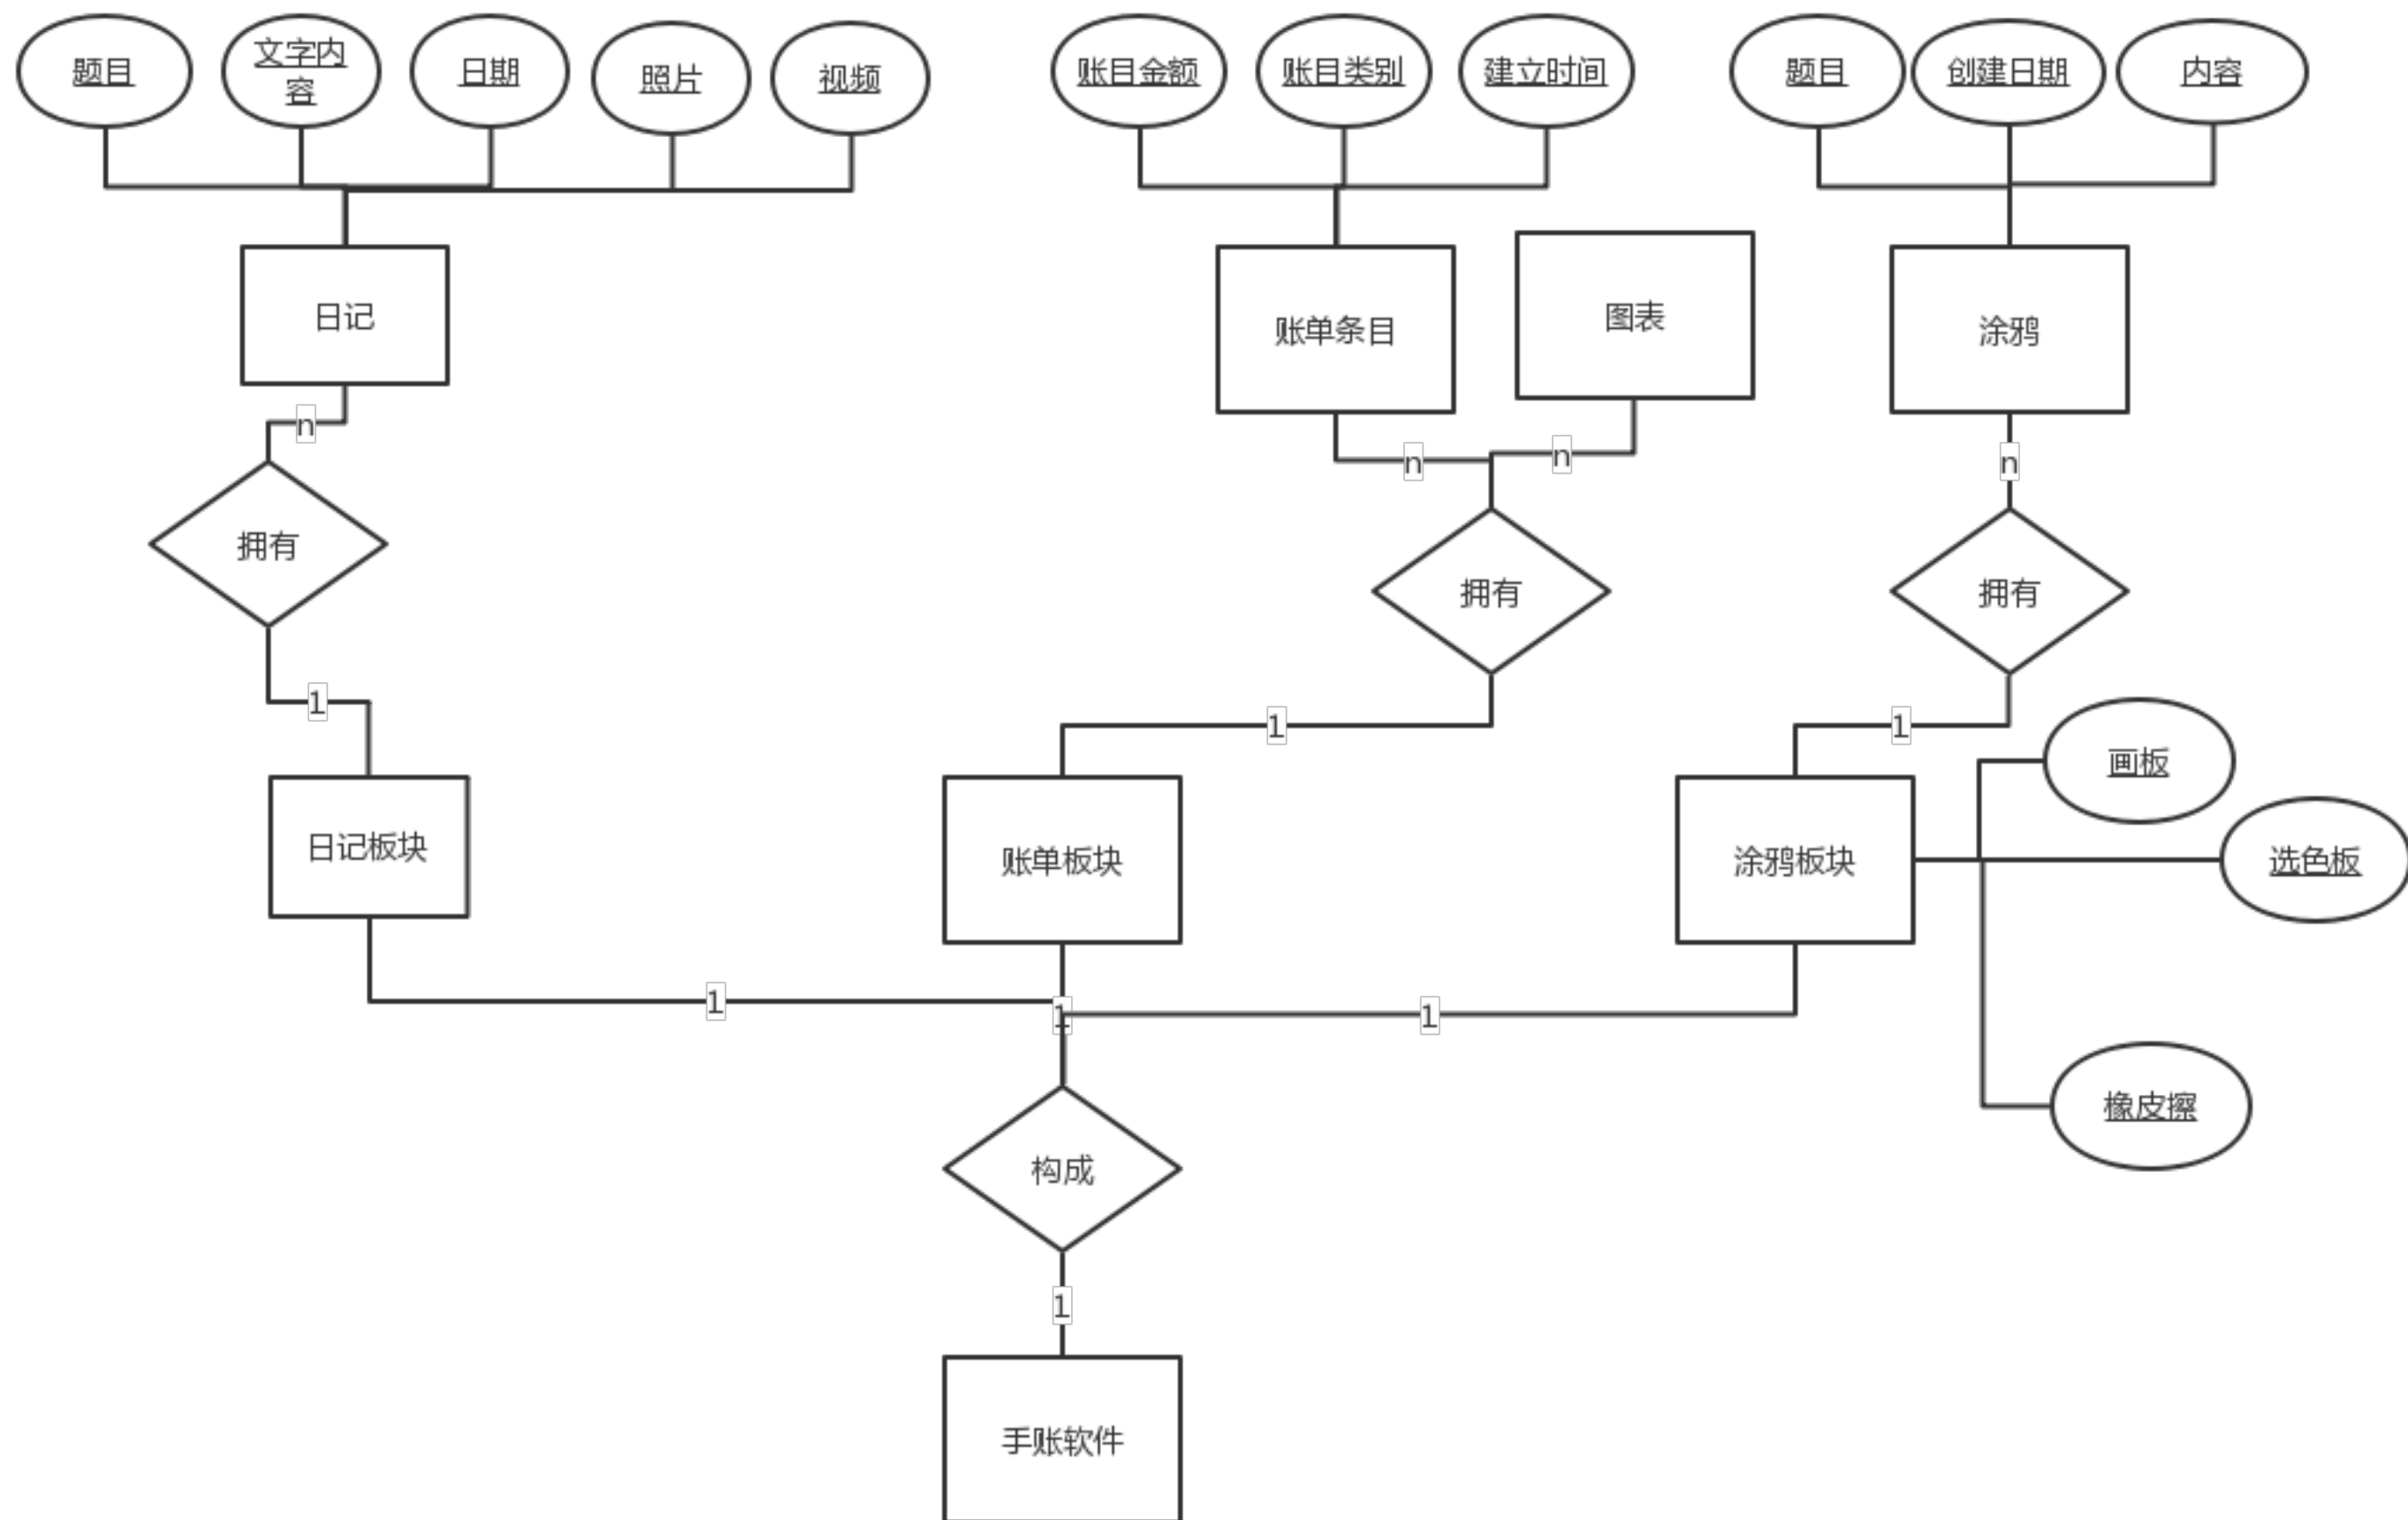 题目
文字内
容
日期
照片
视频
账目金额
账目类别
建立时间
题目
创建日期
内容
日记
账单条目
图表
涂鸦
n
n
n
n
拥有
拥有
拥有
1
1
1
画板
日记板块
账单板块
涂鸦板块
选色板
1
1
1
橡皮擦
构成
1
手账软件